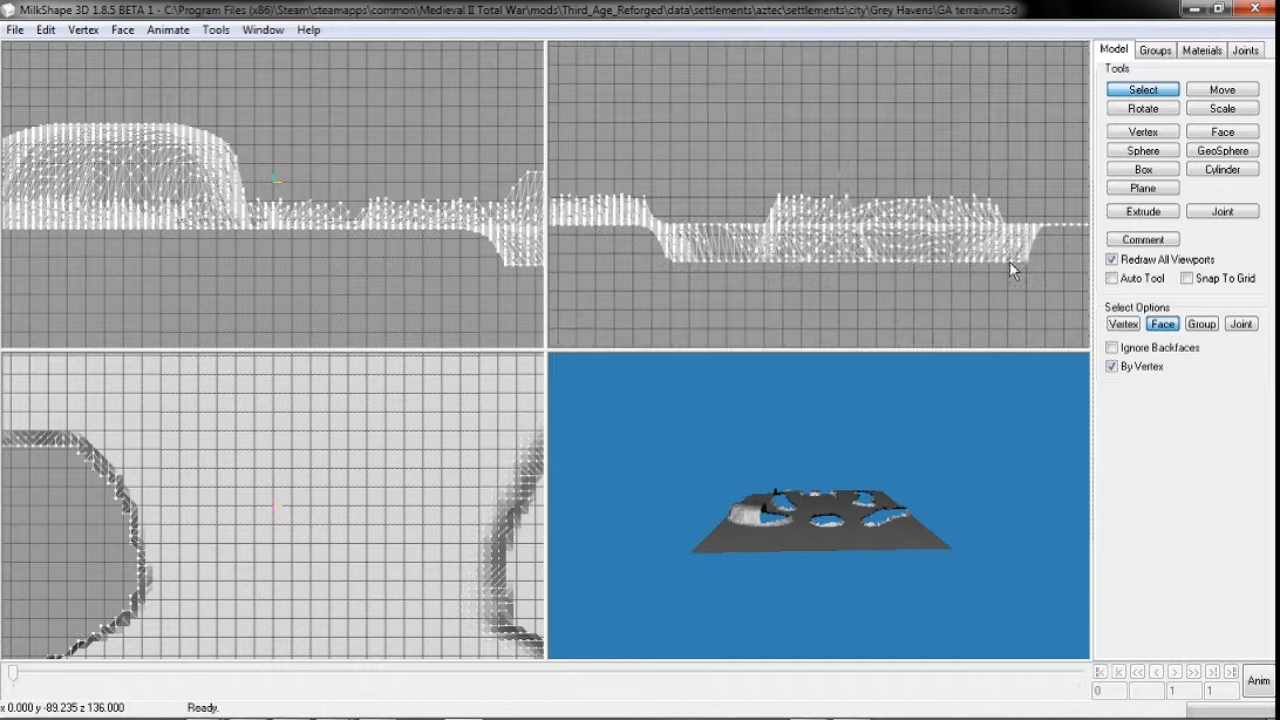 MilkShape 3D 1.8.5 BETA 1 - C:\Program Files (x86)\Steam\steamapps\common\Medieval II Total War\mods\Third_Age_Reforged\data\settlements\aztec\settlements\city\Grey Havens\GA terrain.ms3d
File Edit Vertex Face Animate Tools Window Help
Model Groups Materials Joints
Tools
Select Move
Rotate Scale
Vertex Face
Sphere GeoSphere
Box Cylinder
Plane
Extrude Joint
Comment
Redraw All Viewports
Auto Tool Snap To Grid
Select Options
Vertex Face Group Joint
Ignore Backfaces
By Vertex
Anim
0 1 1
x 0.000 y -89.235 z 136.000 Ready.